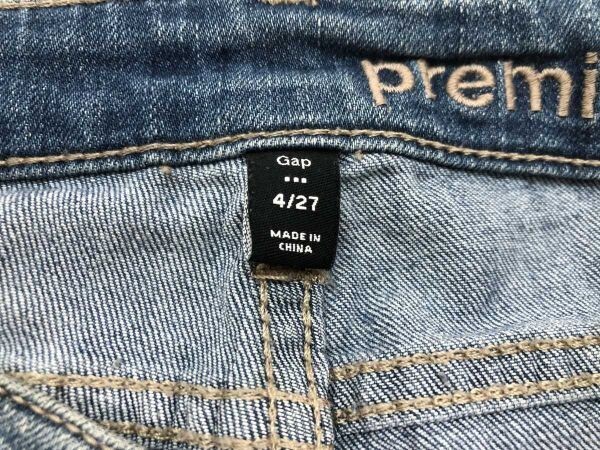 premi
Gap
...
4/27
MADE IN
CHINA